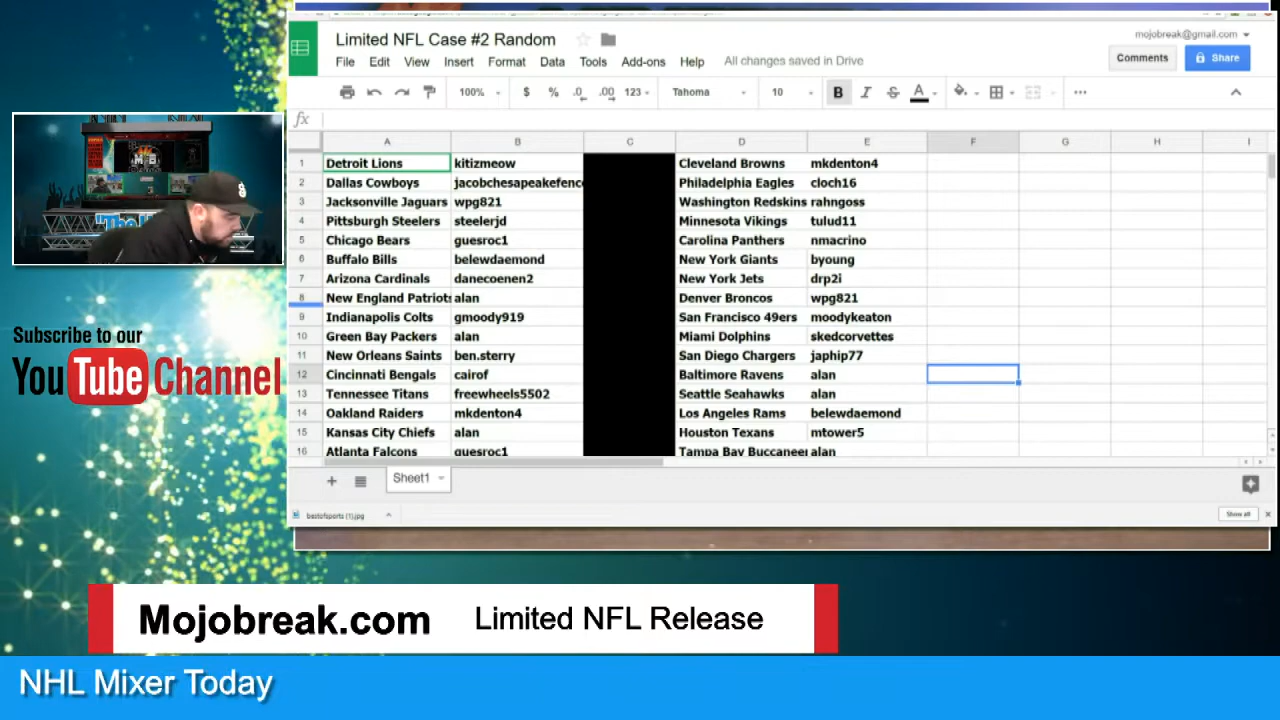 Limited NFL Case #2 Random
mojobreak@gmail.com
File Edit View Insert Format Data Tools Add-ons Help All changes saved in Drive
Comments Share
100% $ % .0 .00 123 Tahoma 10 B I S A
fx
A B C D E F G H I
1 Detroit Lions kitizmeow Cleveland Browns mkdenton4
2 Dallas Cowboys jacobchesapeakefence Philadelphia Eagles cloch16
3 Jacksonville Jaguars wpg821 Washington Redskins rahngoss
4 Pittsburgh Steelers steelerjd Minnesota Vikings tulud11
5 Chicago Bears guesroc1 Carolina Panthers nmacrino
6 Buffalo Bills belewdaemond New York Giants byoung
7 Arizona Cardinals danecoenen2 New York Jets drp2i
8 New England Patriots alan Denver Broncos wpg821
9 Indianapolis Colts gmoody919 San Francisco 49ers moodykeaton
10 Green Bay Packers alan Miami Dolphins skedcorvettes
11 New Orleans Saints ben.sterry San Diego Chargers japhip77
12 Cincinnati Bengals cairof Baltimore Ravens alan
13 Tennessee Titans freewheels5502 Seattle Seahawks alan
14 Oakland Raiders mkdenton4 Los Angeles Rams belewdaemond
15 Kansas City Chiefs alan Houston Texans mtower5
16 Atlanta Falcons guesroc1 Tampa Bay Buccaneers alan
Sheet1
bestofsports (1).jpg
Show all
Subscribe to our
YouTube Channel
Mojobreak.com Limited NFL Release
NHL Mixer Today